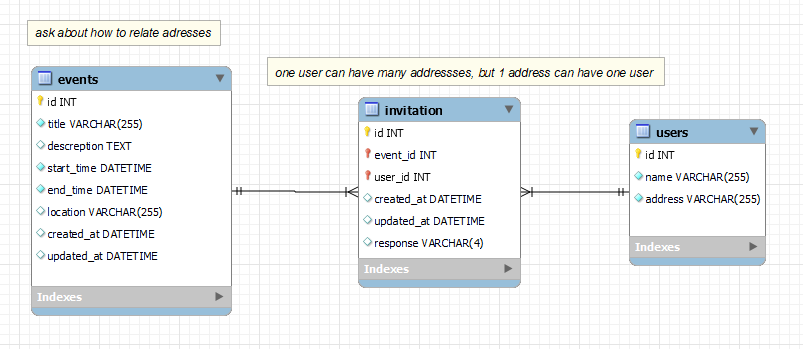 ask about how to relate adresses
one user can have many addressses, but 1 address can have one user
events
id INT
title VARCHAR(255)
descreption TEXT
start_time DATETIME
end_time DATETIME
location VARCHAR(255)
created_at DATETIME
updated_at DATETIME
Indexes
invitation
id INT
event_id INT
user_id INT
created_at DATETIME
updated_at DATETIME
response VARCHAR(4)
Indexes
users
id INT
name VARCHAR(255)
address VARCHAR(255)
Indexes